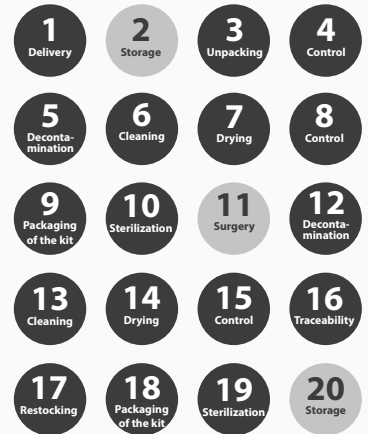 1
Delivery
2
Storage
3
Unpacking
4
Control
5
Deconta-
mination
6
Cleaning
7
Drying
8
Control
9
Packaging
of the kit
10
Sterilization
11
Surgery
12
Deconta-
mination
13
Cleaning
14
Drying
15
Control
16
Traceability
17
Restocking
18
Packaging
of the kit
19
Sterilization
20
Storage